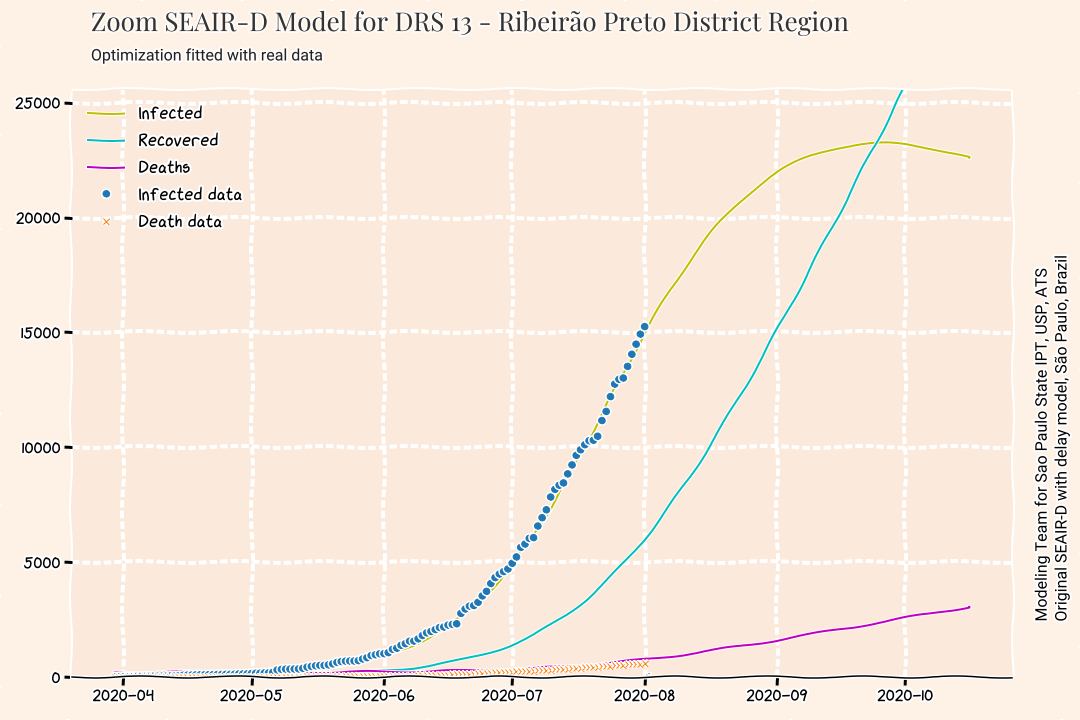 Zoom SEAIR-D Model for DRS 13 - Ribeirão Preto District Region
Optimization fitted with real data
25000
20000
15000
10000
5000
0
Infected
Recovered
Deaths
Infected data
Death data
2020-04
2020-05
2020-06
2020-07
2020-08
2020-09
2020-10
Modeling Team for Sao Paulo State IPT, USP, ATS
Original SEAIR-D with delay model, São Paulo, Brazil